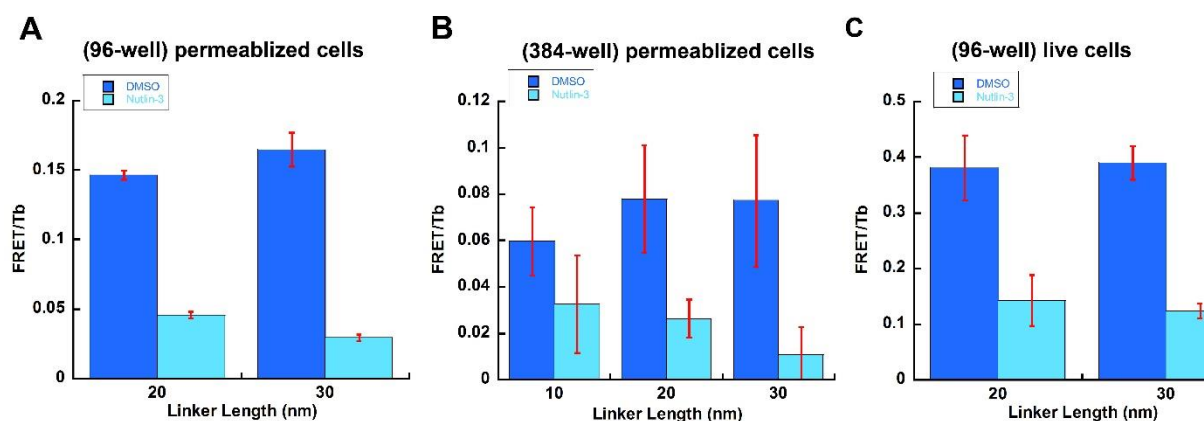 A
(96-well) permeablized cells
DMSO
Nutlin-3
0.2
0.15
0.1
0.05
0
FRET/Tb
20
30
Linker Length (nm)
B
(384-well) permeablized cells
DMSO
Nutlin-3
0.12
0.1
0.08
0.06
0.04
0.02
0
FRET/Tb
10
20
30
Linker Length (nm)
C
(96-well) live cells
DMSO
Nutlin-3
0.5
0.4
0.3
0.2
0.1
0
FRET/Tb
20
30
Linker Length (nm)